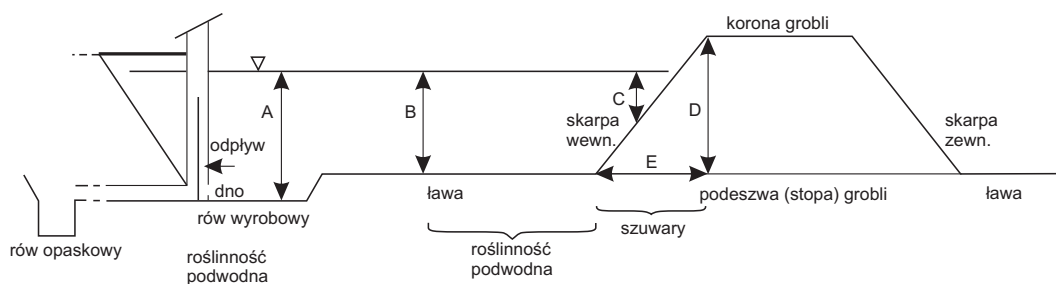 korona grobli
A
B
C
D
skarpa
wewn.
skarpa
zewn.
odpływ
E
dno
ława
podeszwa (stopa) grobli
ława
rów wyrobowy
szuwary
rów opaskowy
roślinność
podwodna
roślinność
podwodna